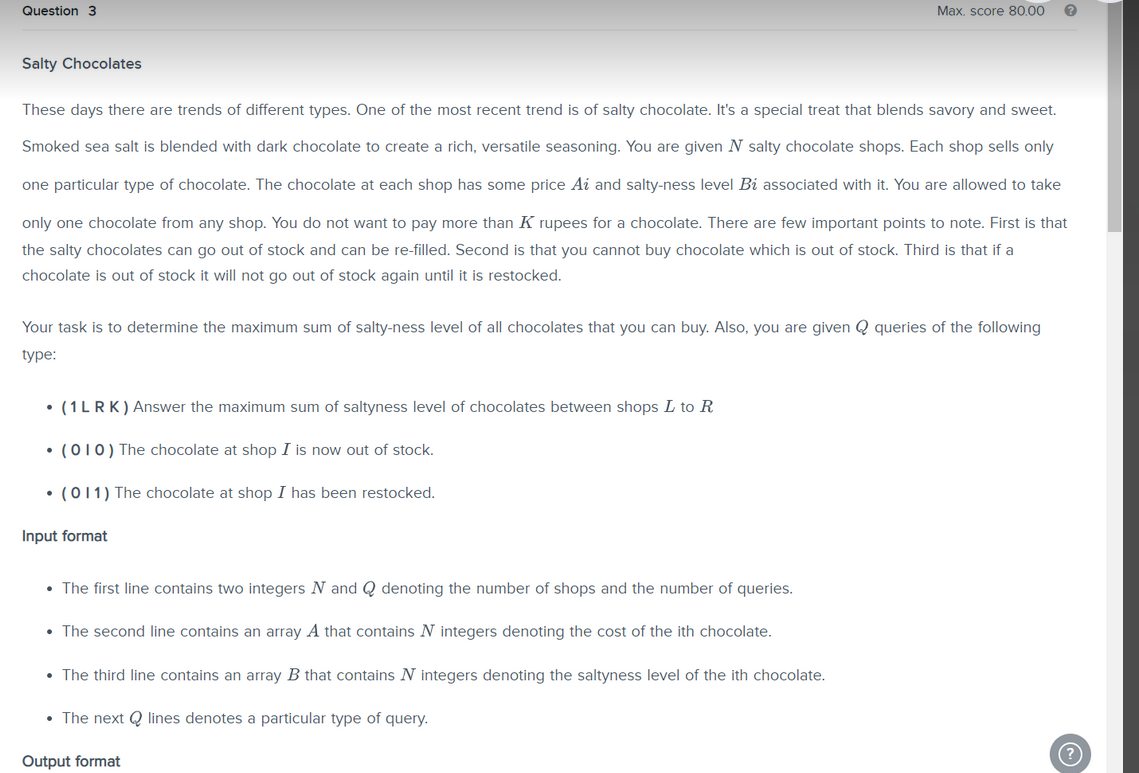 Question 3
Max. score 80.00 ?
Salty Chocolates
These days there are trends of different types. One of the most recent trend is of salty chocolate. It's a special treat that blends savory and sweet.
Smoked sea salt is blended with dark chocolate to create a rich, versatile seasoning. You are given N salty chocolate shops. Each shop sells only
one particular type of chocolate. The chocolate at each shop has some price Ai and salty-ness level Bi associated with it. You are allowed to take
only one chocolate from any shop. You do not want to pay more than K rupees for a chocolate. There are few important points to note. First is that
the salty chocolates can go out of stock and can be re-filled. Second is that you cannot buy chocolate which is out of stock. Third is that if a
chocolate is out of stock it will not go out of stock again until it is restocked.
Your task is to determine the maximum sum of salty-ness level of all chocolates that you can buy. Also, you are given Q queries of the following
type:
• ( 1 L R K ) Answer the maximum sum of saltyness level of chocolates between shops L to R
• ( 0 I 0 ) The chocolate at shop I is now out of stock.
• ( 0 I 1 ) The chocolate at shop I has been restocked.
Input format
• The first line contains two integers N and Q denoting the number of shops and the number of queries.
• The second line contains an array A that contains N integers denoting the cost of the ith chocolate.
• The third line contains an array B that contains N integers denoting the saltyness level of the ith chocolate.
• The next Q lines denotes a particular type of query.
Output format
?